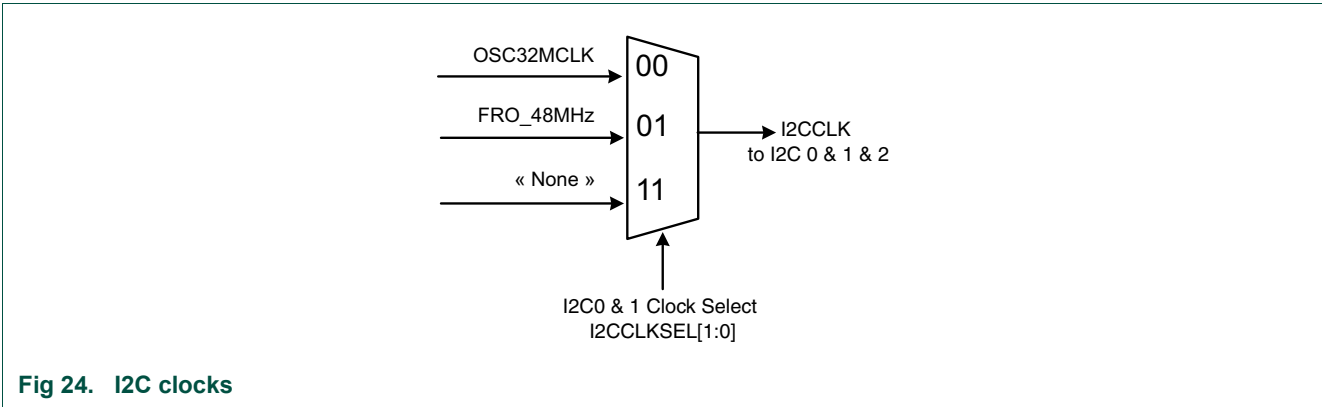 OSC32MCLK
00
FRO_48MHz
01
I2CCLK
to I2C 0 & 1 & 2
« None »
11
I2C0 & 1 Clock Select
I2CCLKSEL[1:0]
Fig 24. I2C clocks